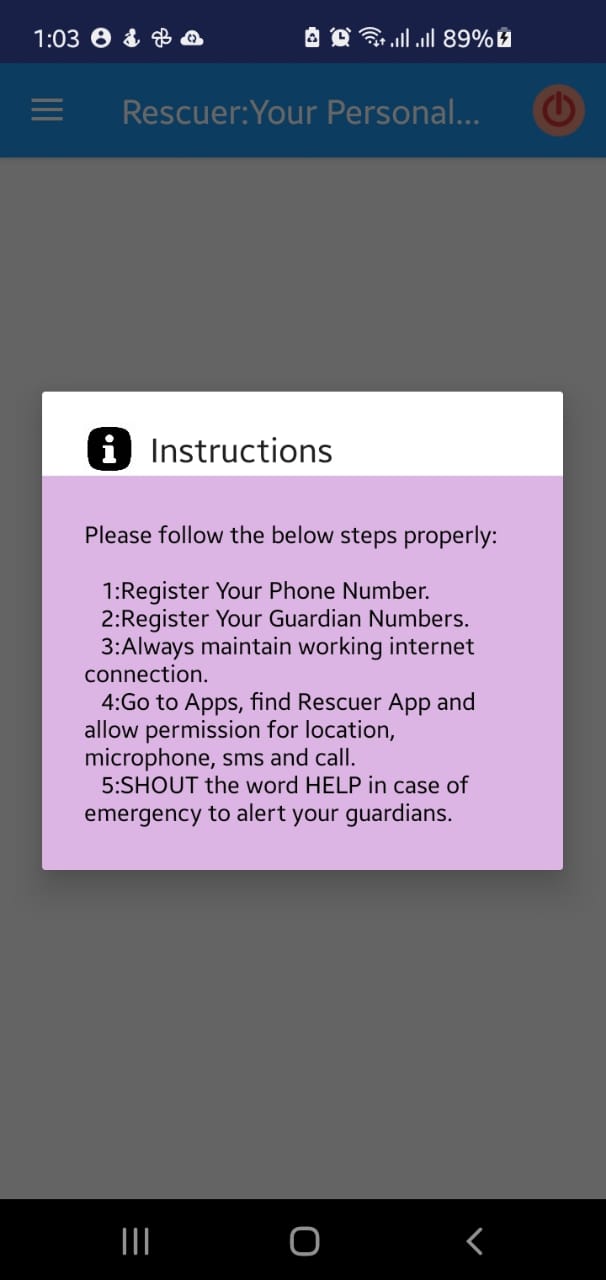 1:03 89%
Rescuer:Your Personal...
Instructions
Please follow the below steps properly:
1:Register Your Phone Number.
2:Register Your Guardian Numbers.
3:Always maintain working internet
connection.
4:Go to Apps, find Rescuer App and
allow permission for location,
microphone, sms and call.
5:SHOUT the word HELP in case of
emergency to alert your guardians.